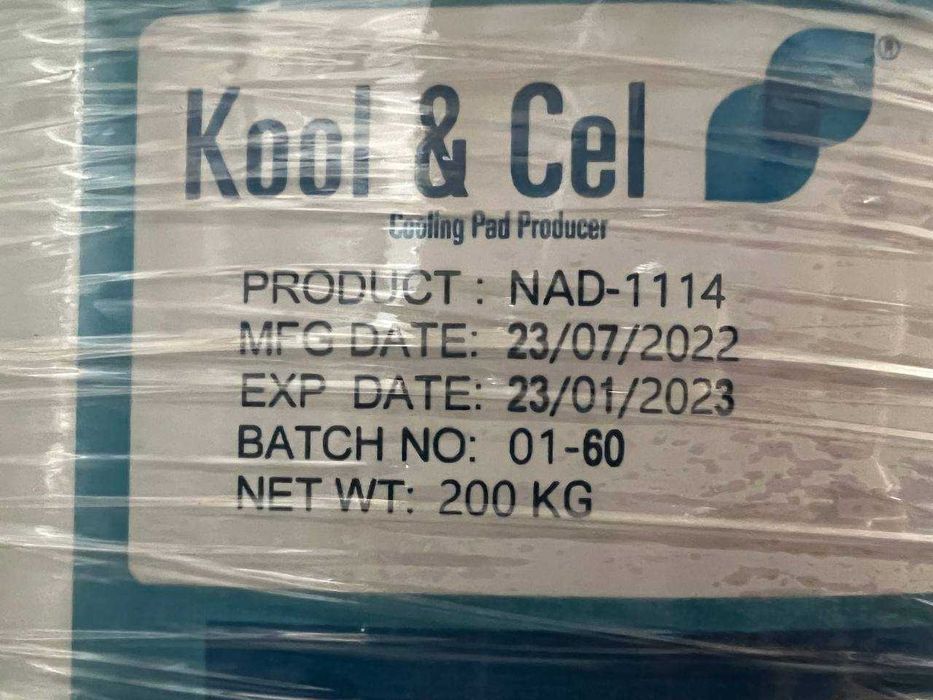 Kool & Cel ®
Cooling Pad Producer
PRODUCT : NAD-1114
MFG DATE: 23/07/2022
EXP DATE: 23/01/2023
BATCH NO: 01-60
NET WT: 200 KG